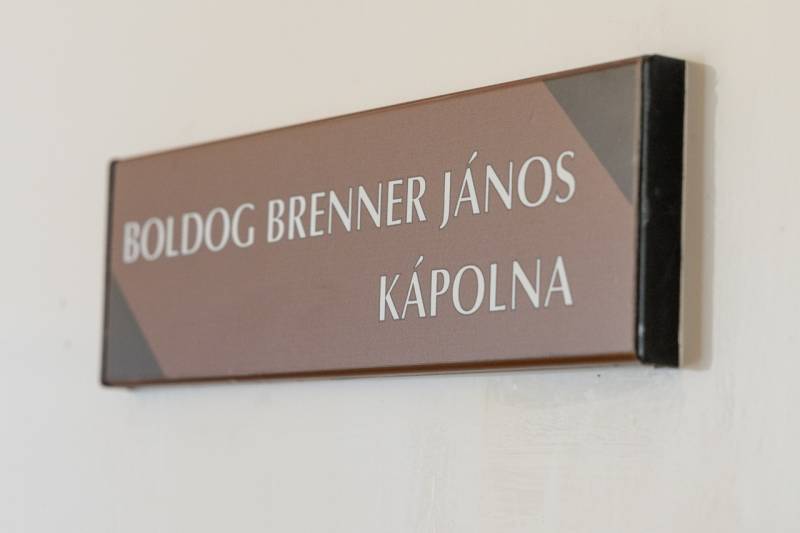 BOLDOG BRENNER JÁNOS
KÁPOLNA